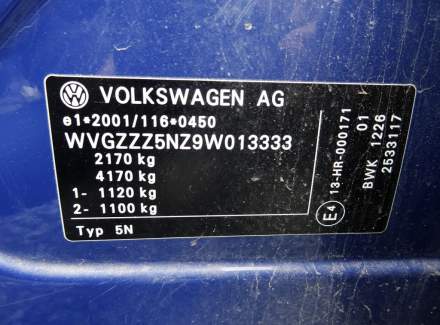 VOLKSWAGEN AG
e1*2001/116*0450
WVGZZZ5NZ9W013333
2170 kg
4170 kg
1- 1120 kg
2- 1100 kg
Typ 5N
E4
13-HR-000171
01
BWK 1226
2533117